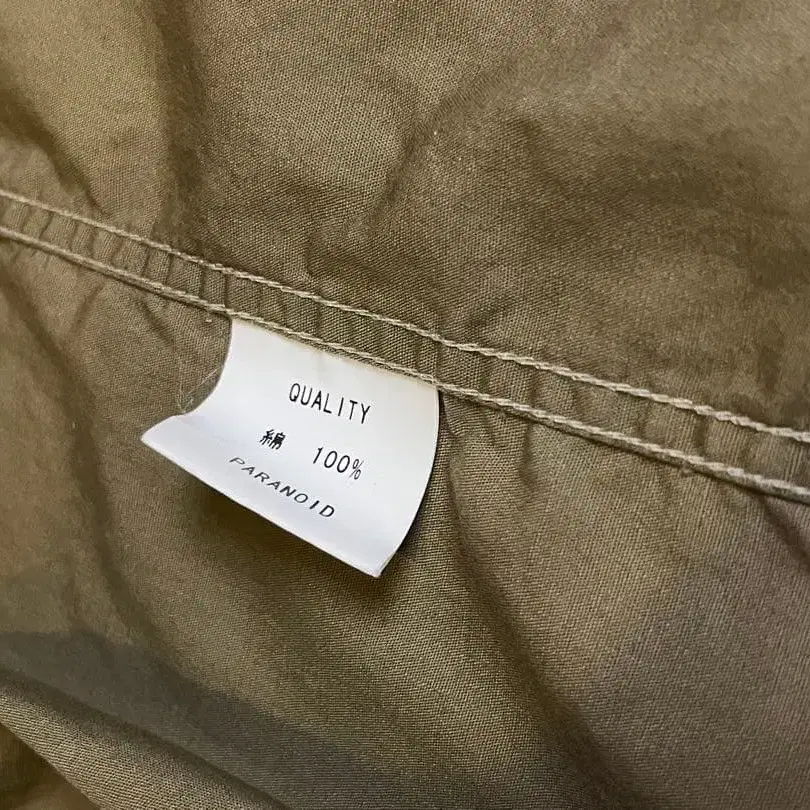 QUALITY
綿 100%
PARANOID